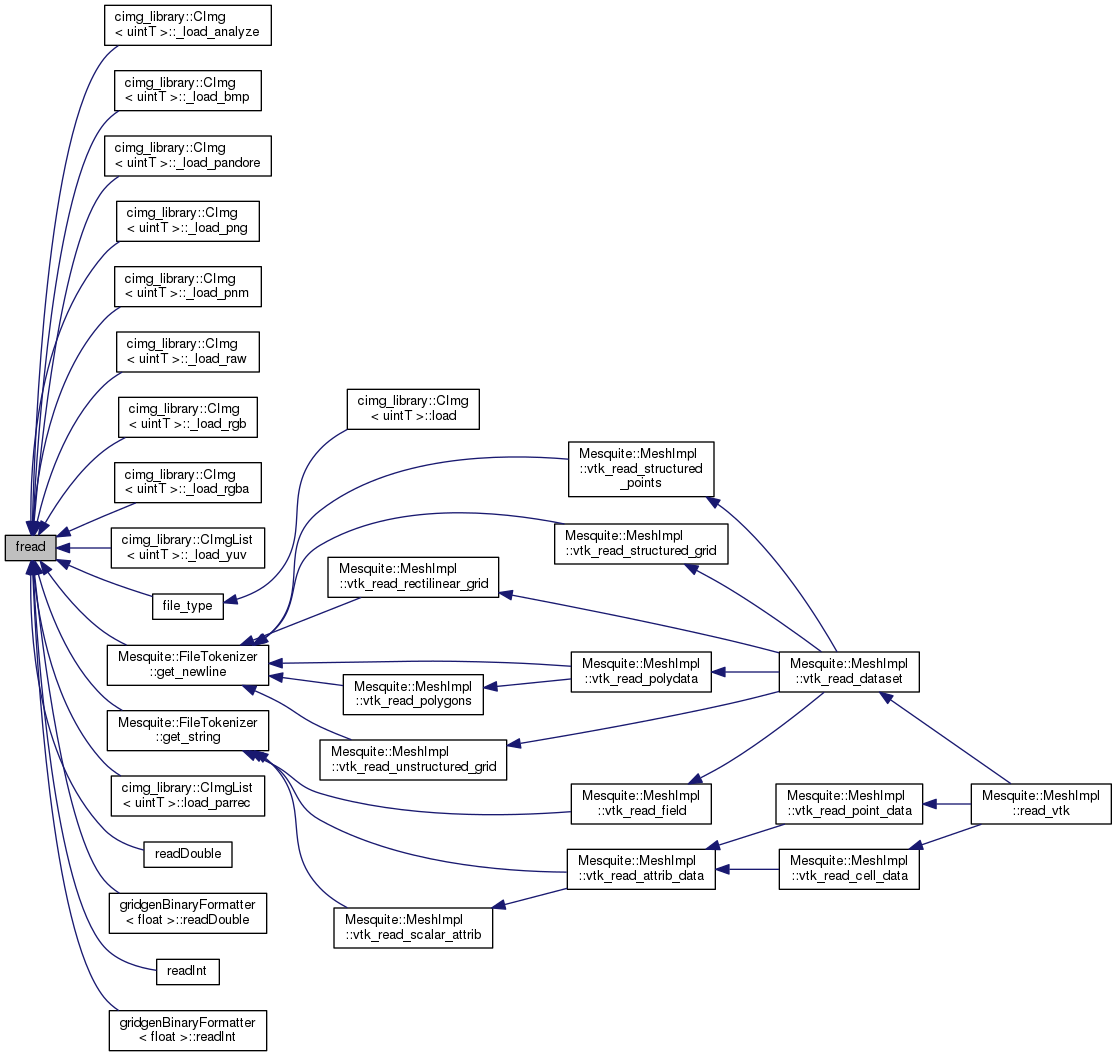 cimg_library::CImg
< uintT >::_load_analyze
cimg_library::CImg
< uintT >::_load_bmp
cimg_library::CImg
< uintT >::_load_pandore
cimg_library::CImg
< uintT >::_load_png
cimg_library::CImg
< uintT >::_load_pnm
cimg_library::CImg
< uintT >::_load_raw
cimg_library::CImg
< uintT >::_load_rgb
cimg_library::CImg
< uintT >::_load_rgba
cimg_library::CImgList
< uintT >::_load_yuv
fread
file_type
Mesquite::FileTokenizer
::get_newline
Mesquite::FileTokenizer
::get_string
cimg_library::CImgList
< uintT >::load_parrec
readDouble
gridgenBinaryFormatter
< float >::readDouble
readInt
gridgenBinaryFormatter
< float >::readInt
cimg_library::CImg
< uintT >::load
Mesquite::MeshImpl
::vtk_read_rectilinear_grid
Mesquite::MeshImpl
::vtk_read_polygons
Mesquite::MeshImpl
::vtk_read_unstructured_grid
Mesquite::MeshImpl
::vtk_read_scalar_attrib
Mesquite::MeshImpl
::vtk_read_structured
_points
Mesquite::MeshImpl
::vtk_read_structured_grid
Mesquite::MeshImpl
::vtk_read_polydata
Mesquite::MeshImpl
::vtk_read_field
Mesquite::MeshImpl
::vtk_read_attrib_data
Mesquite::MeshImpl
::vtk_read_dataset
Mesquite::MeshImpl
::vtk_read_point_data
Mesquite::MeshImpl
::vtk_read_cell_data
Mesquite::MeshImpl
::read_vtk